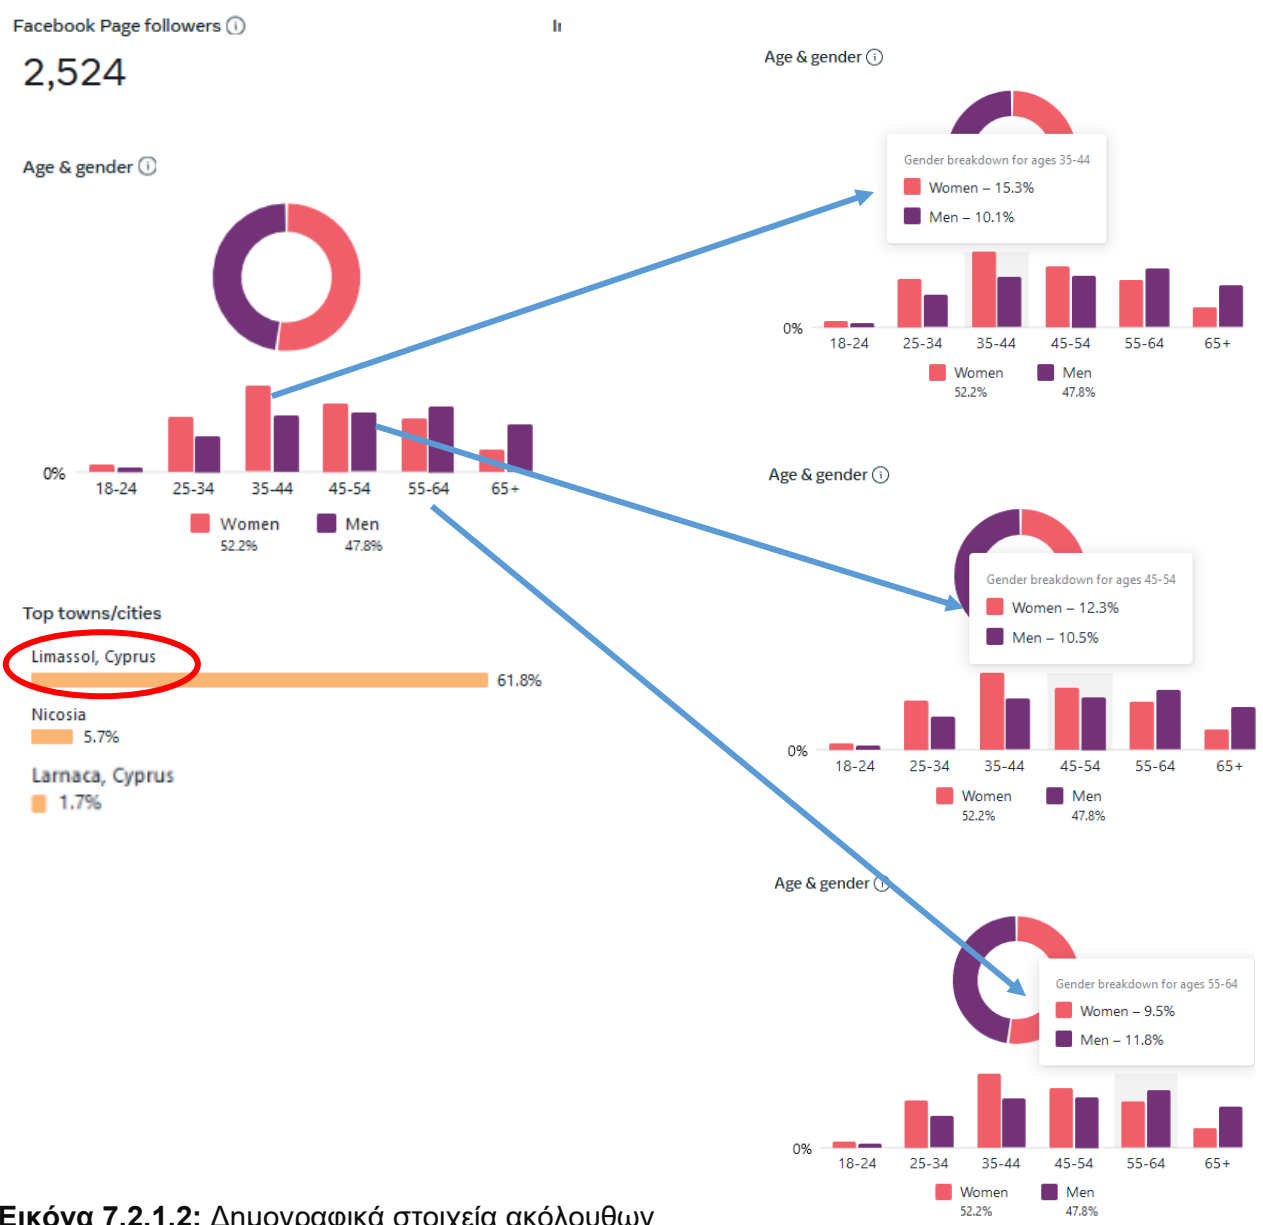 Facebook Page followers
2,524
Age & gender
0%
18-24 25-34 35-44 45-54 55-64 65+
Women Men
52.2% 47.8%
Top towns/cities
Limassol, Cyprus
61.8%
Nicosia
5.7%
Larnaca, Cyprus
1.7%
Age & gender
Gender breakdown for ages 35-44
Women – 15.3%
Men – 10.1%
0%
18-24 25-34 35-44 45-54 55-64 65+
Women Men
52.2% 47.8%
Age & gender
Gender breakdown for ages 45-54
Women – 12.3%
Men – 10.5%
0%
18-24 25-34 35-44 45-54 55-64 65+
Women Men
52.2% 47.8%
Age & gender
Gender breakdown for ages 55-64
Women – 9.5%
Men – 11.8%
0%
18-24 25-34 35-44 45-54 55-64 65+
Women Men
52.2% 47.8%
Εικόνα 7.2.1.2: Δημογραφικά στοιχεία ακόλουθων